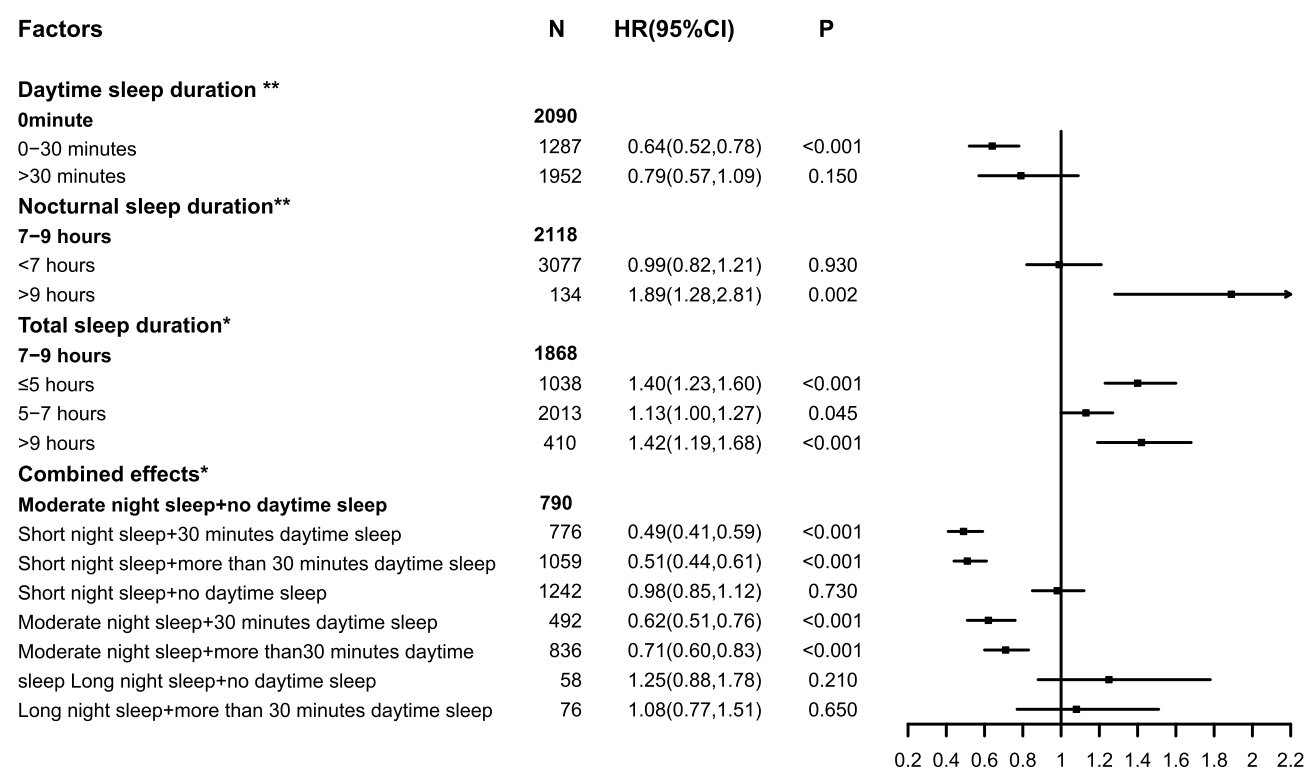 Factors N HR(95%CI) P
Daytime sleep duration **
0minute 2090
0−30 minutes 1287 0.64(0.52,0.78) <0.001
>30 minutes 1952 0.79(0.57,1.09) 0.150
Nocturnal sleep duration**
7−9 hours 2118
<7 hours 3077 0.99(0.82,1.21) 0.930
>9 hours 134 1.89(1.28,2.81) 0.002
Total sleep duration*
7−9 hours 1868
≤5 hours 1038 1.40(1.23,1.60) <0.001
5−7 hours 2013 1.13(1.00,1.27) 0.045
>9 hours 410 1.42(1.19,1.68) <0.001
Combined effects*
Moderate night sleep+no daytime sleep 790
Short night sleep+30 minutes daytime sleep 776 0.49(0.41,0.59) <0.001
Short night sleep+more than 30 minutes daytime sleep 1059 0.51(0.44,0.61) <0.001
Short night sleep+no daytime sleep 1242 0.98(0.85,1.12) 0.730
Moderate night sleep+30 minutes daytime sleep 492 0.62(0.51,0.76) <0.001
Moderate night sleep+more than30 minutes daytime 836 0.71(0.60,0.83) <0.001
sleep Long night sleep+no daytime sleep 58 1.25(0.88,1.78) 0.210
Long night sleep+more than 30 minutes daytime sleep 76 1.08(0.77,1.51) 0.650
0.2 0.4 0.6 0.8 1 1.2 1.4 1.6 1.8 2 2.2